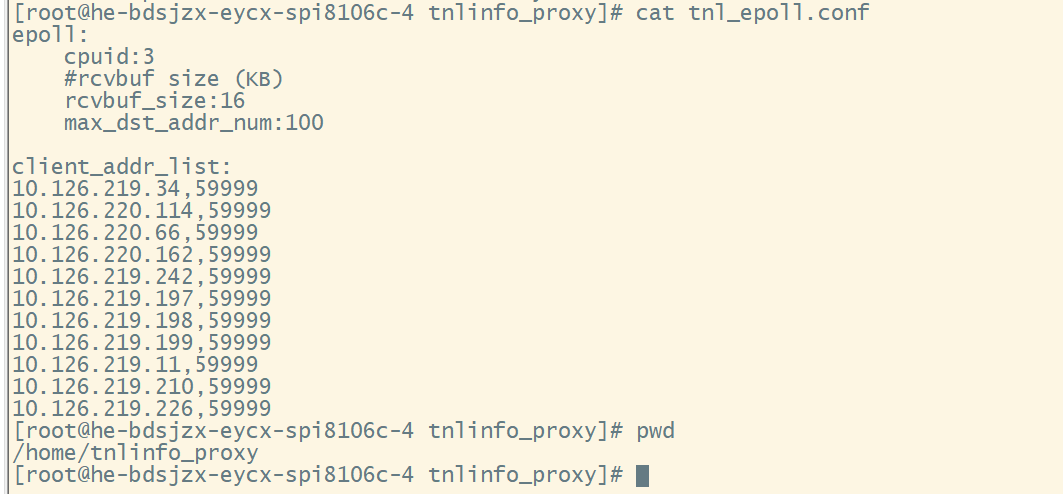 [root@he-bdsjzx-eycx-spi8106c-4 tnlinfo_proxy]# cat tnl_epoll.conf
epoll:
    cpuid:3
    #rcvbuf size (KB)
    rcvbuf_size:16
    max_dst_addr_num:100

client_addr_list:
10.126.219.34,59999
10.126.220.114,59999
10.126.220.66,59999
10.126.220.162,59999
10.126.219.242,59999
10.126.219.197,59999
10.126.219.198,59999
10.126.219.199,59999
10.126.219.11,59999
10.126.219.210,59999
10.126.219.226,59999
[root@he-bdsjzx-eycx-spi8106c-4 tnlinfo_proxy]# pwd
/home/tnlinfo_proxy
[root@he-bdsjzx-eycx-spi8106c-4 tnlinfo_proxy]#